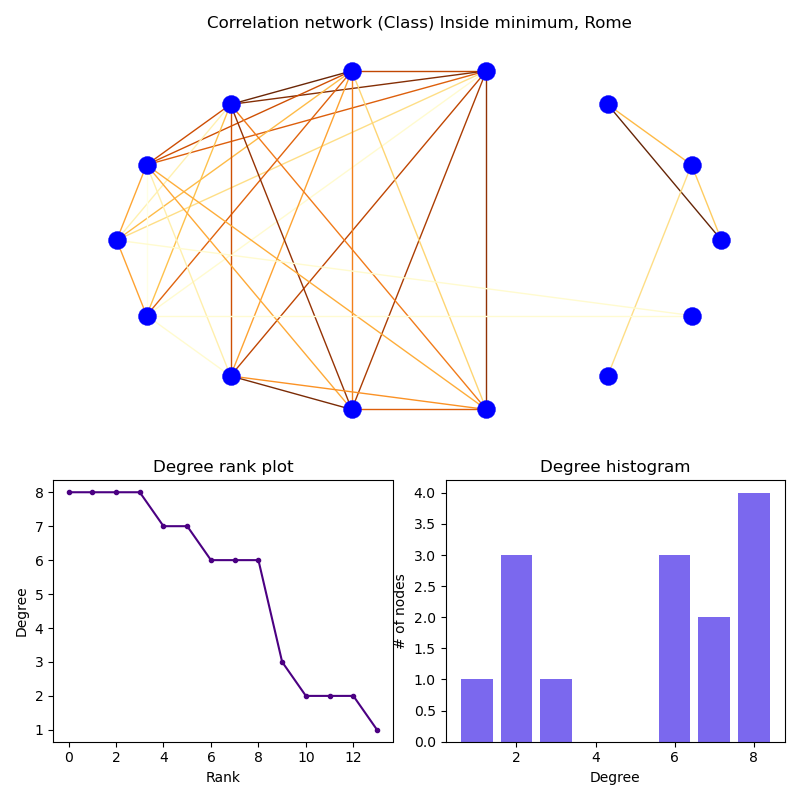 Correlation network (Class) Inside minimum, Rome
Degree rank plot
8
7
6
5
4
3
2
1
Degree
0 2 4 6 8 10 12
Rank
Degree histogram
4.0
3.5
3.0
2.5
2.0
1.5
1.0
0.5
0.0
# of nodes
2 4 6 8
Degree